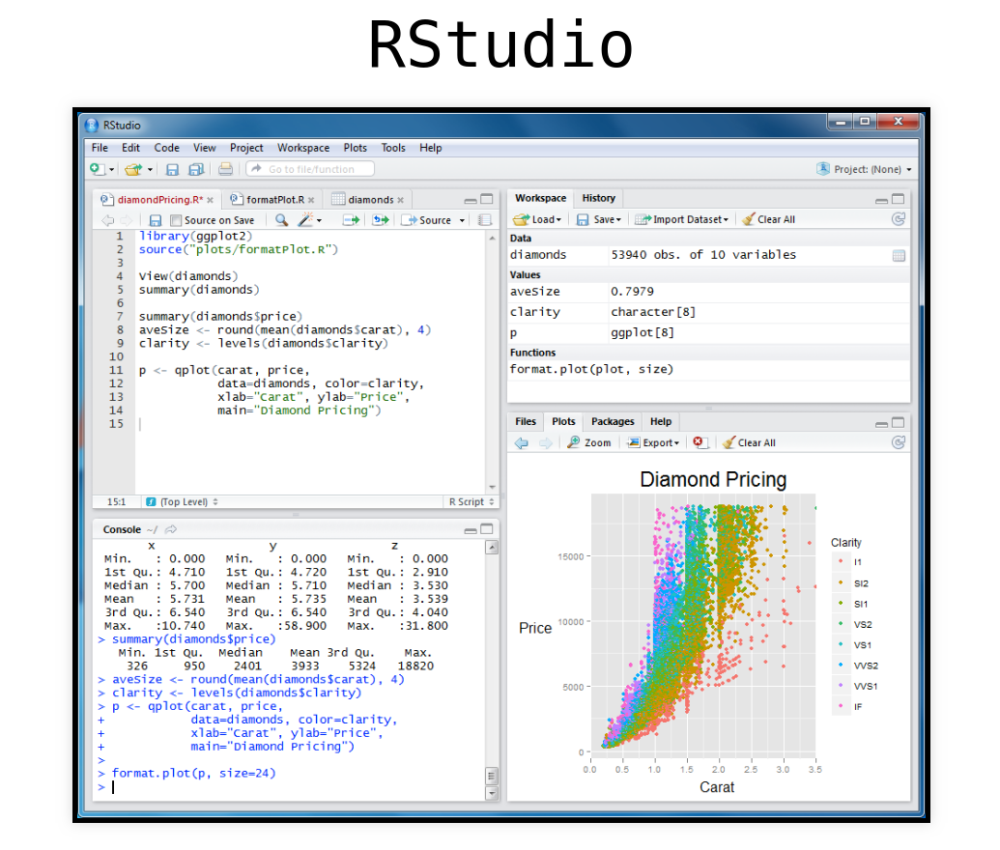 RStudio
RStudio
File Edit Code View Project Workspace Plots Tools Help
Go to file/function
Project: (None)
diamondPricing.R* formatPlot.R diamonds
Source on Save Source
1 library(ggplot2)
2 source("plots/formatPlot.R")
3
4 View(diamonds)
5 summary(diamonds)
6
7 summary(diamonds$price)
8 aveSize <- round(mean(diamonds$carat), 4)
9 clarity <- levels(diamonds$clarity)
10
11 p <- qplot(carat, price,
12 data=diamonds, color=clarity,
13 xlab="Carat", ylab="Price",
14 main="Diamond Pricing")
15
15:1 (Top Level) R Script
Console ~/
x y z
Min. : 0.000 Min. : 0.000 Min. : 0.000
1st Qu.: 4.710 1st Qu.: 4.720 1st Qu.: 2.910
Median : 5.700 Median : 5.710 Median : 3.530
Mean : 5.731 Mean : 5.735 Mean : 3.539
3rd Qu.: 6.540 3rd Qu.: 6.540 3rd Qu.: 4.040
Max. :10.740 Max. :58.900 Max. :31.800
> summary(diamonds$price)
Min. 1st Qu. Median Mean 3rd Qu. Max.
326 950 2401 3933 5324 18820
> aveSize <- round(mean(diamonds$carat), 4)
> clarity <- levels(diamonds$clarity)
> p <- qplot(carat, price,
+ data=diamonds, color=clarity,
+ xlab="Carat", ylab="Price",
+ main="Diamond Pricing")
>
> format.plot(p, size=24)
>
Workspace History
Load Save Import Dataset Clear All
Data
diamonds 53940 obs. of 10 variables
Values
aveSize 0.7979
clarity character[8]
p ggplot[8]
Functions
format.plot(plot, size)
Files Plots Packages Help
Zoom Export Clear All
Diamond Pricing
15000
10000
Price
5000
0
0.0 0.5 1.0 1.5 2.0 2.5 3.0 3.5
Carat
Clarity
I1
SI2
SI1
VS2
VS1
VVS2
VVS1
IF